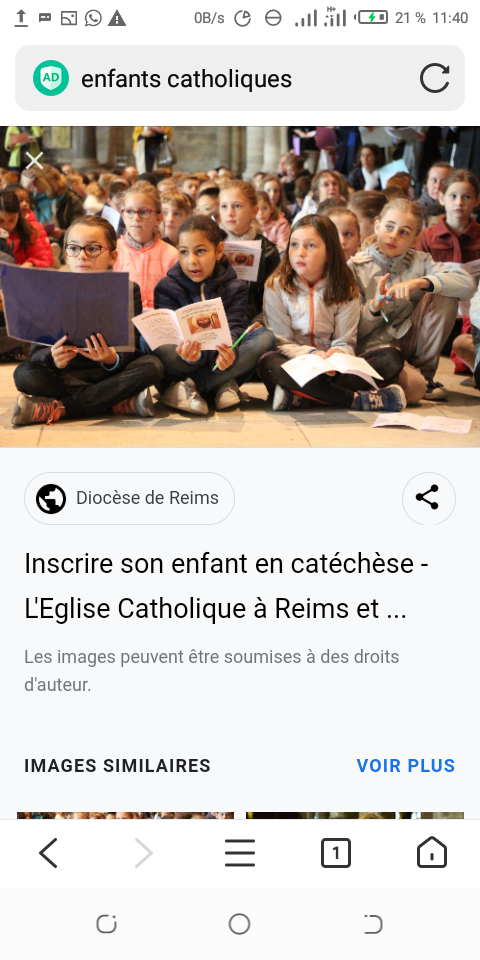 0B/s 21 % 11:40
AD enfants catholiques
Diocèse de Reims
Inscrire son enfant en catéchèse -
L'Eglise Catholique à Reims et ...
Les images peuvent être soumises à des droits
d'auteur.
IMAGES SIMILAIRES VOIR PLUS
1